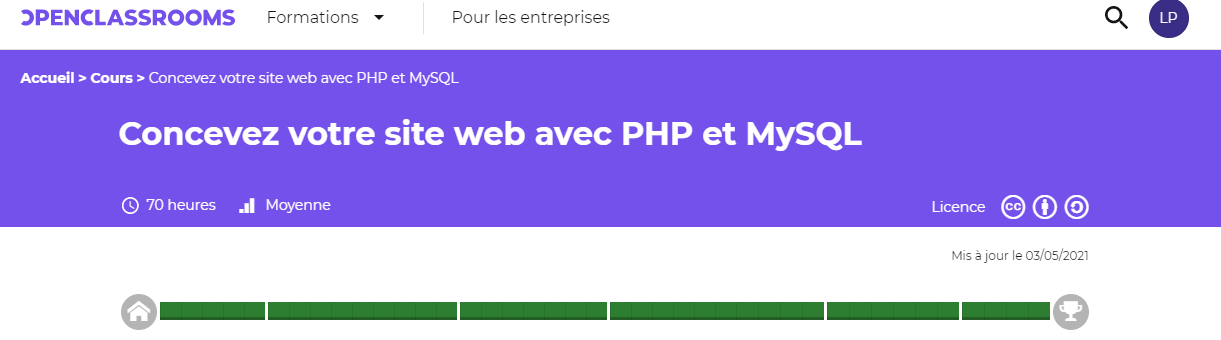 OPENCLASSROOMS Formations Pour les entreprises LP
Accueil > Cours > Concevez votre site web avec PHP et MySQL
Concevez votre site web avec PHP et MySQL
70 heures Moyenne Licence cc
Mis à jour le 03/05/2021